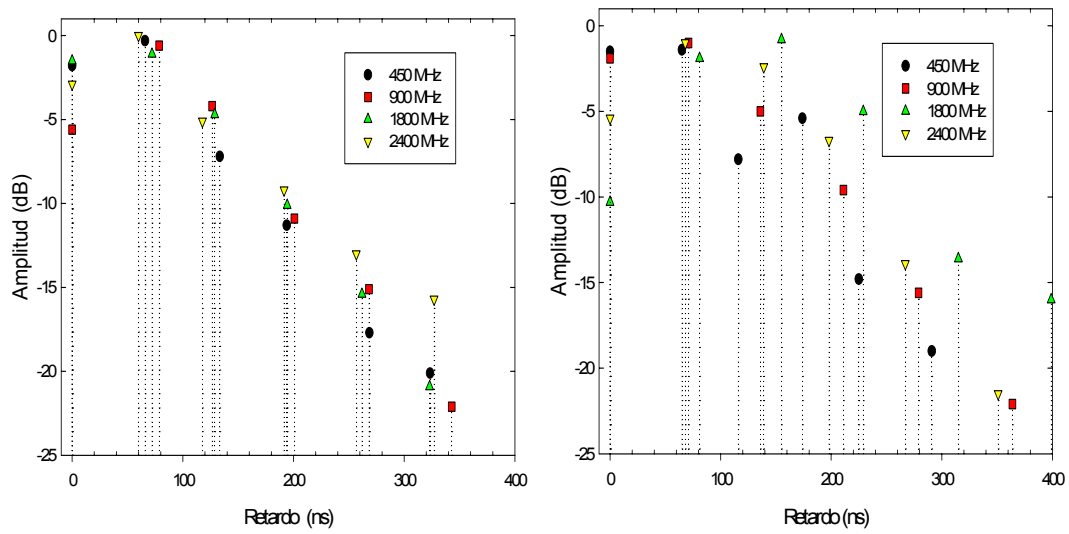 0
-5
-10
-15
-20
-25
Amplitud (dB)
450 MHz
900 MHz
1800 MHz
2400 MHz
0 100 200 300 400
Retardo (ns)
0
-5
-10
-15
-20
-25
Amplitud (dB)
450 MHz
900 MHz
1800 MHz
2400 MHz
0 100 200 300 400
Retardo (ns)